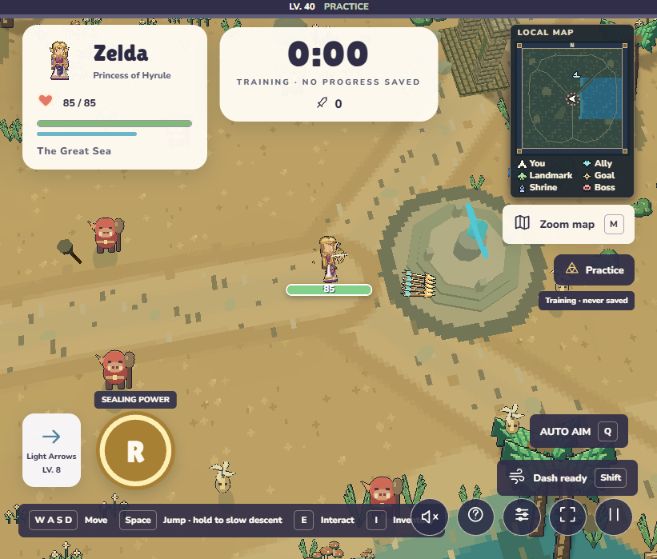 LV. 40 PRACTICE
Zelda
Princess of Hyrule
85 / 85
The Great Sea
0:00
TRAINING · NO PROGRESS SAVED
0
LOCAL MAP
N
You
Ally
Landmark
Goal
Shrine
Boss
Zoom map M
Practice
Training · never saved
85
SEALING POWER
Light Arrows
LV. 8
R
AUTO AIM Q
Dash ready Shift
W A S D Move Space Jump · hold to slow descent E Interact I